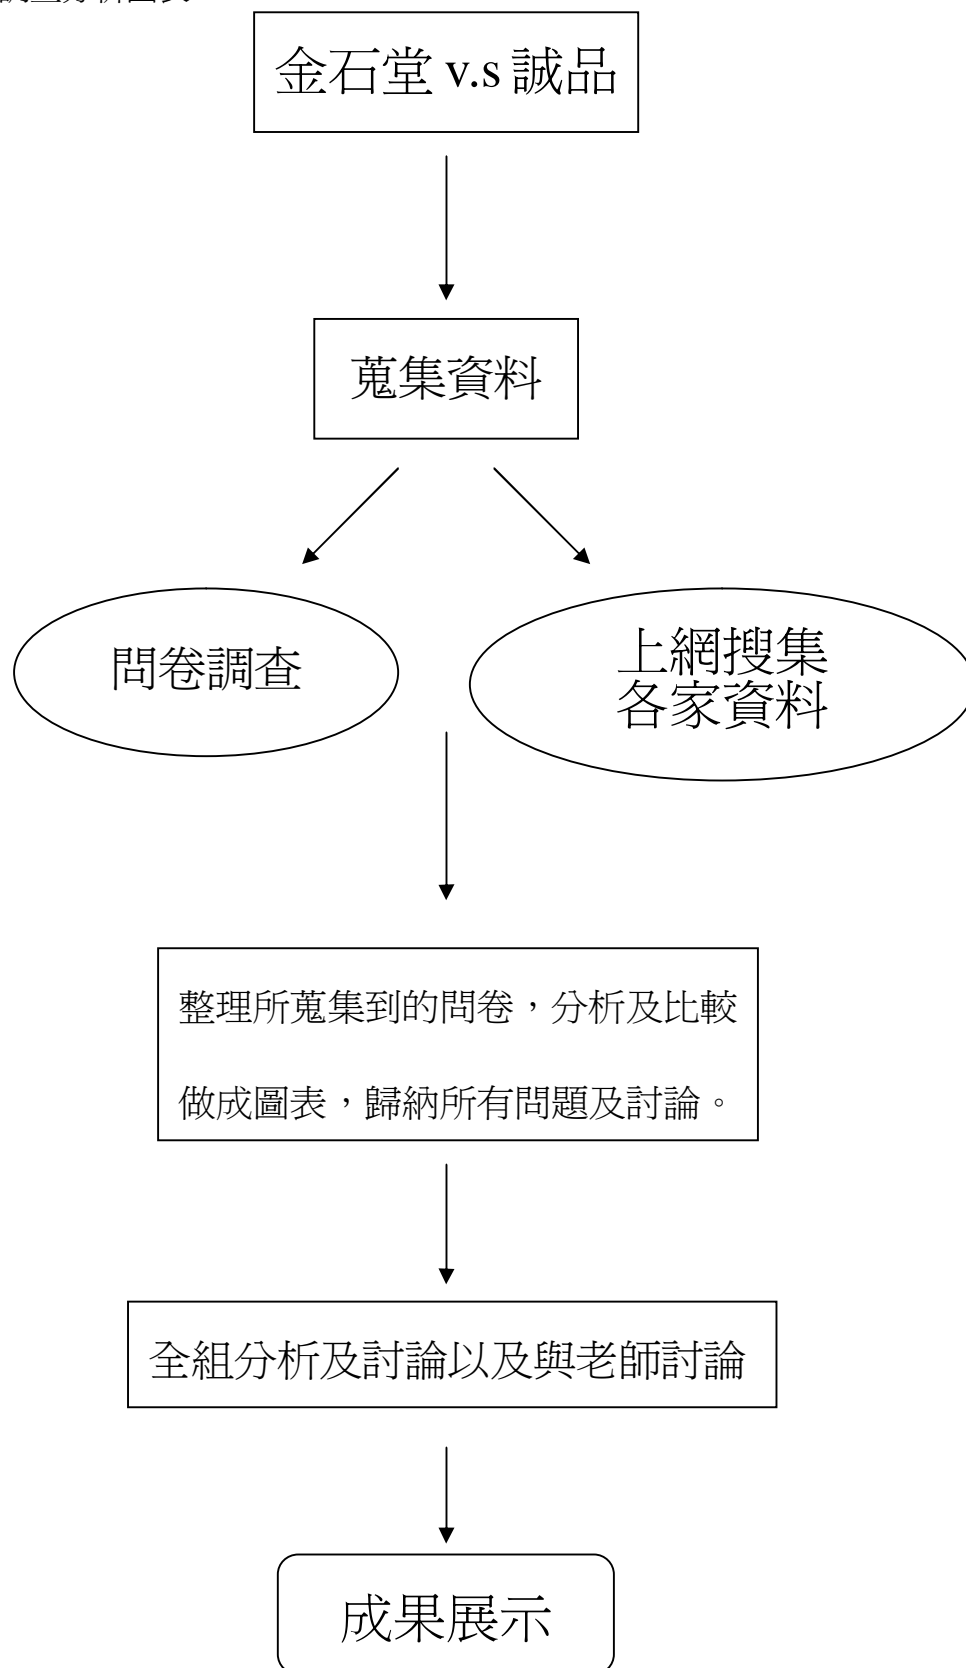 金石堂 v.s 誠品
蒐集資料
問卷調查
上網搜集
各家資料
整理所蒐集到的問卷，分析及比較
做成圖表，歸納所有問題及討論。
全組分析及討論以及與老師討論
成果展示